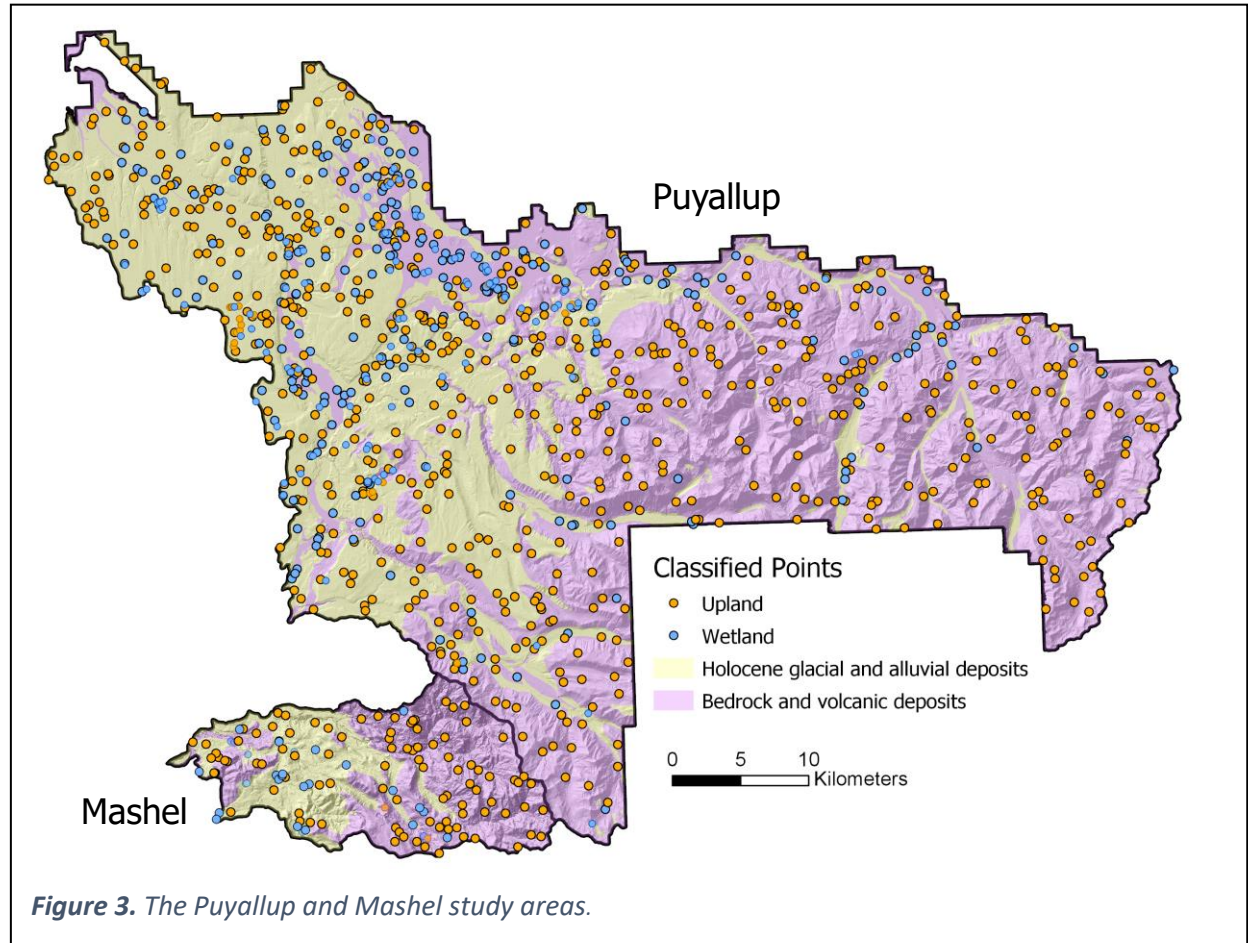 Puyallup
Classified Points
Upland
Wetland
Holocene glacial and alluvial deposits
Bedrock and volcanic deposits
0 5 10
Kilometers
Mashel
Figure 3. The Puyallup and Mashel study areas.